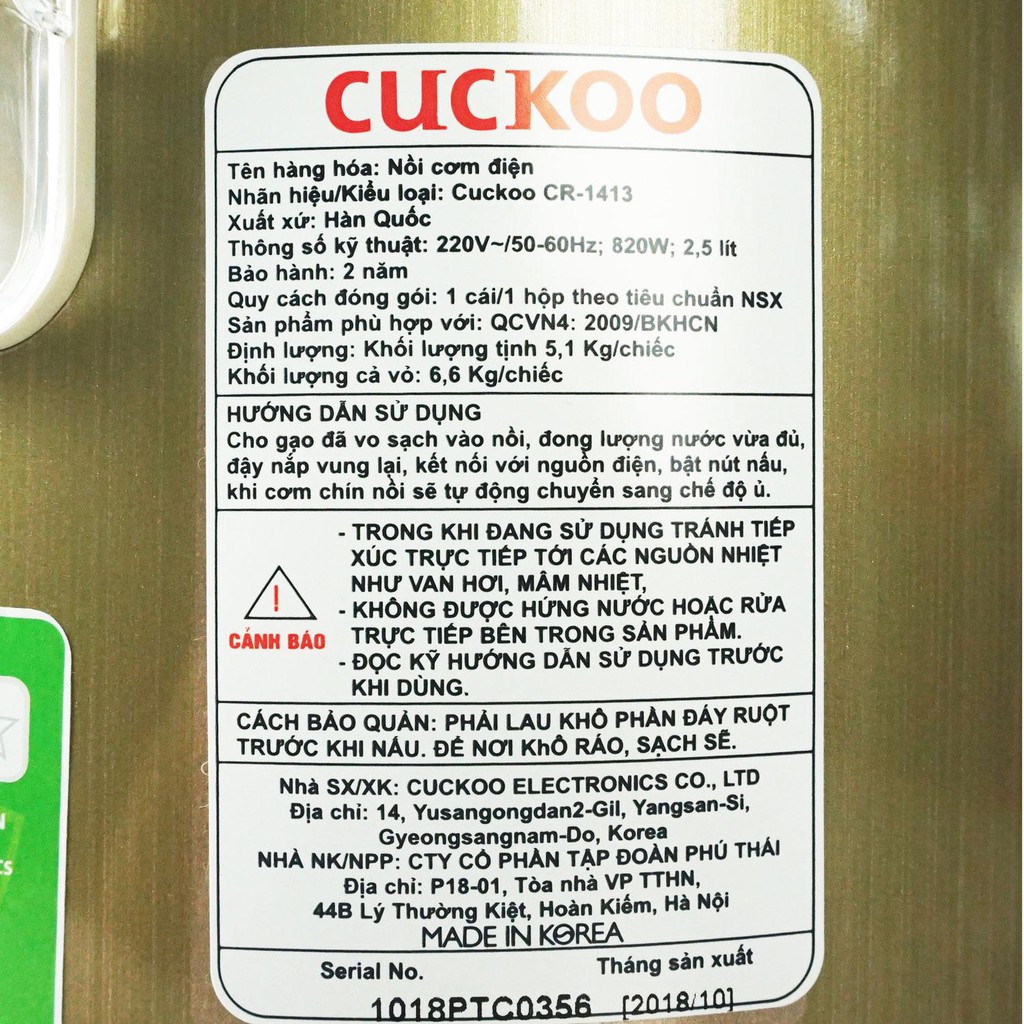 CUCKOO
Tên hàng hóa: Nồi cơm điện
Nhãn hiệu/Kiểu loại: Cuckoo CR-1413
Xuất xứ: Hàn Quốc
Thông số kỹ thuật: 220V~/50-60Hz; 820W; 2,5 lít
Bảo hành: 2 năm
Quy cách đóng gói: 1 cái/1 hộp theo tiêu chuẩn NSX
Sản phẩm phù hợp với: QCVN4: 2009/BKHCN
Định lượng: Khối lượng tịnh 5,1 Kg/chiếc
Khối lượng cả vỏ: 6,6 Kg/chiếc
HƯỚNG DẪN SỬ DỤNG
Cho gạo đã vo sạch vào nồi, đong lượng nước vừa đủ,
đậy nắp vung lại, kết nối với nguồn điện, bật nút nấu,
khi cơm chín nồi sẽ tự động chuyển sang chế độ ủ.
- TRONG KHI ĐANG SỬ DỤNG TRÁNH TIẾP
XÚC TRỰC TIẾP TỚI CÁC NGUỒN NHIỆT
NHƯ VAN HƠI, MÂM NHIỆT,
- KHÔNG ĐƯỢC HỨNG NƯỚC HOẶC RỬA
TRỰC TIẾP BÊN TRONG SẢN PHẨM.
- ĐỌC KỸ HƯỚNG DẪN SỬ DỤNG TRƯỚC
KHI DÙNG.
!
CẢNH BÁO
CÁCH BẢO QUẢN: PHẢI LAU KHÔ PHẦN ĐÁY RUỘT
TRƯỚC KHI NẤU. ĐỂ NƠI KhÔ RÁO, SẠCH SẼ.
Nhà SX/XK: CUCKOO ELECTRONICS CO., LTD
Địa chỉ: 14, Yusangongdan2-Gil, Yangsan-Si,
Gyeongsangnam-Do, Korea
NHÀ NK/NPP: CTY CỔ PHẦN TẬP ĐOÀN PHÚ THÁI
Địa chỉ: P18-01, Tòa nhà VP TTHN,
44B Lý Thường Kiệt, Hoàn Kiếm, Hà Nội
MADE IN KOREA
Serial No. Tháng sản xuất
1018PTC0356 [2018/10]